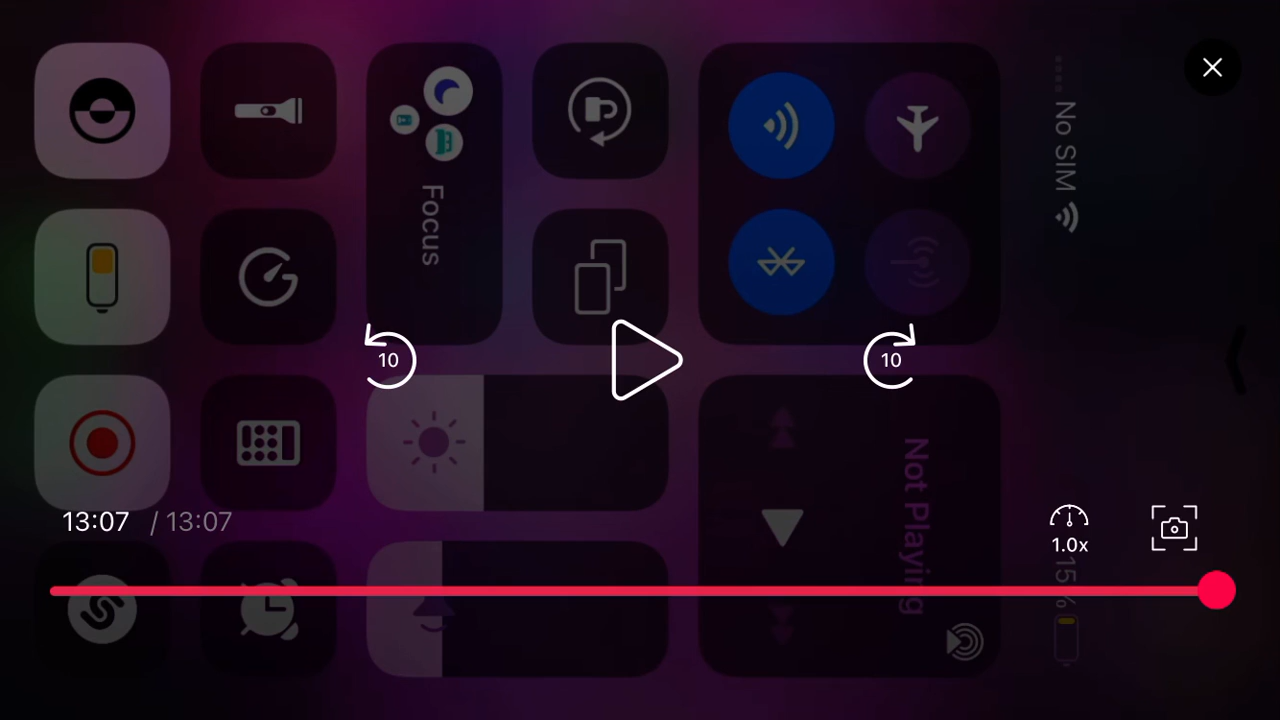 No SIM
15%
Focus
Not Playing
10
10
13:07 / 13:07
1.0x